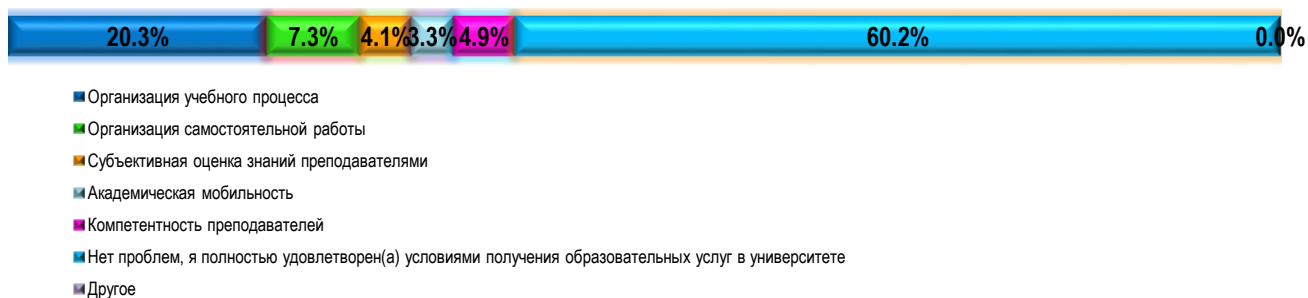 20.3% 7.3% 4.1% 3.3% 4.9% 60.2% 0.0%
Организация учебного процесса
Организация самостоятельной работы
Субъективная оценка знаний преподавателями
Академическая мобильность
Компетентность преподавателей
Нет проблем, я полностью удовлетворен(а) условиями получения образовательных услуг в университете
Другое